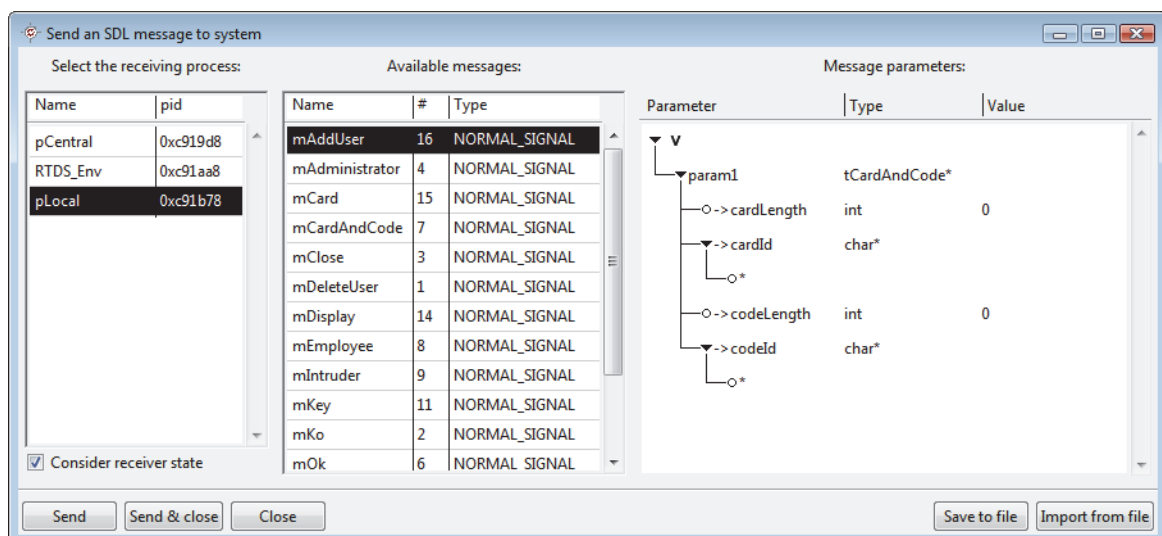 Send an SDL message to system
Select the receiving process: Available messages: Message parameters:
Name pid
pCentral 0xc919d8
RTDS_Env 0xc91aa8
pLocal 0xc91b78
Consider receiver state
Name # Type
mAddUser 16 NORMAL_SIGNAL
mAdministrator 4 NORMAL_SIGNAL
mCard 15 NORMAL_SIGNAL
mCardAndCode 7 NORMAL_SIGNAL
mClose 3 NORMAL_SIGNAL
mDeleteUser 1 NORMAL_SIGNAL
mDisplay 14 NORMAL_SIGNAL
mEmployee 8 NORMAL_SIGNAL
mIntruder 9 NORMAL_SIGNAL
mKey 11 NORMAL_SIGNAL
mKo 2 NORMAL_SIGNAL
mOk 6 NORMAL_SIGNAL
Parameter Type Value
V
param1 tCardAndCode*
->cardLength int 0
->cardId char*
*
->codeLength int 0
->codeId char*
*
Send Send & close Close Save to file Import from file